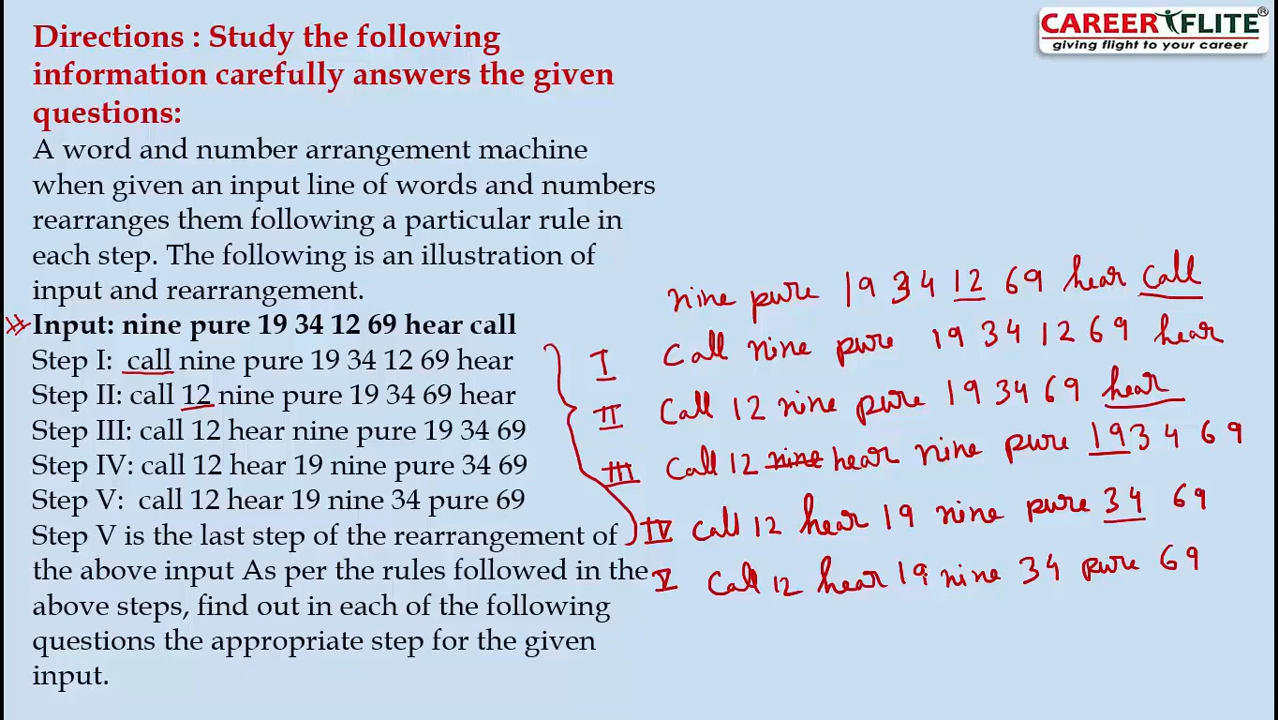 Directions : Study the following
information carefully answers the given
questions:
A word and number arrangement machine
when given an input line of words and numbers
rearranges them following a particular rule in
each step. The following is an illustration of
input and rearrangement.
Input: nine pure 19 34 12 69 hear call
Step I: call nine pure 19 34 12 69 hear
Step II: call 12 nine pure 19 34 69 hear
Step III: call 12 hear nine pure 19 34 69
Step IV: call 12 hear 19 nine pure 34 69
Step V: call 12 hear 19 nine 34 pure 69
Step V is the last step of the rearrangement of
the above input As per the rules followed in the
above steps, find out in each of the following
questions the appropriate step for the given
input.
CAREER FLITE®
giving flight to your career
nine pure 19 34 12 69 hear call
I call nine pure 19 34 12 69 hear
II call 12 nine pure 19 34 69 hear
III call 12 nine hear nine pure 19 34 69
IV call 12 hear 19 nine pure 34 69
V call 12 hear 19 nine 34 pure 69